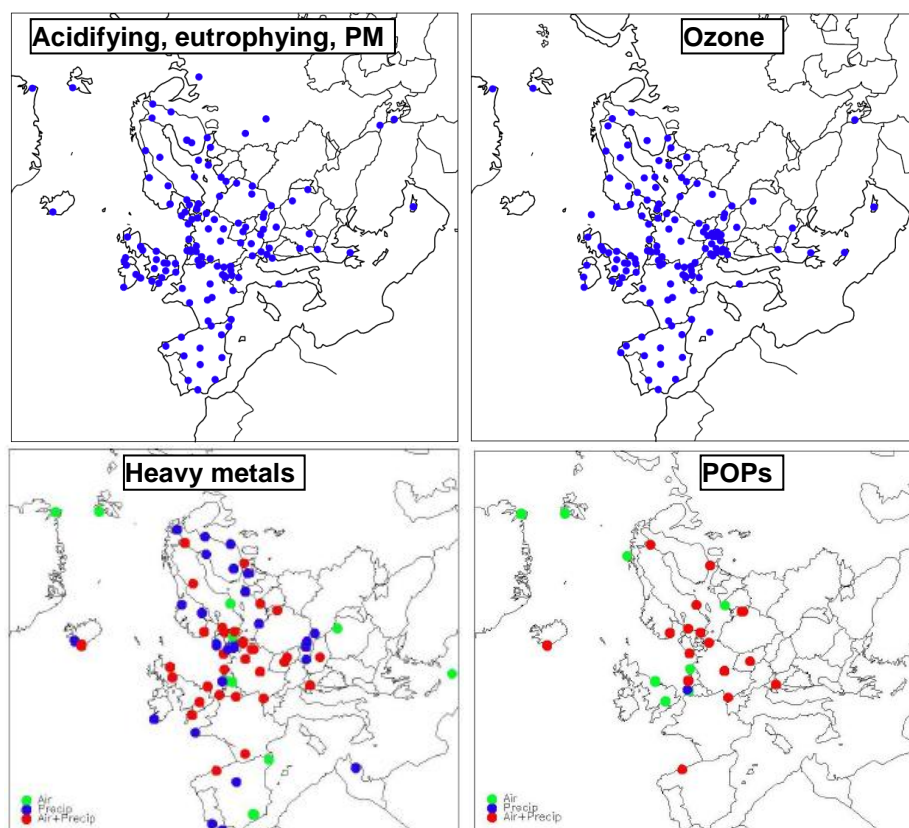 Acidifying, eutrophying, PM
Ozone
Heavy metals
POPs
Air
Precip
Air+Precip
Air
Precip
Air+Precip